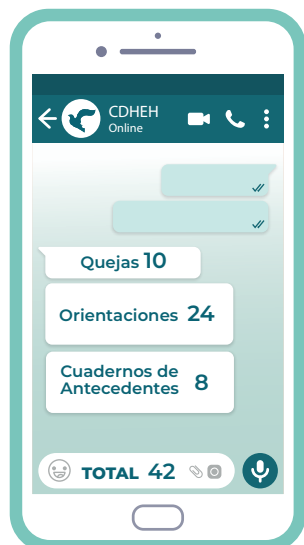 CDHEH
Online
Quejas 10
Orientaciones 24
Cuadernos de
Antecedentes 8
TOTAL 42